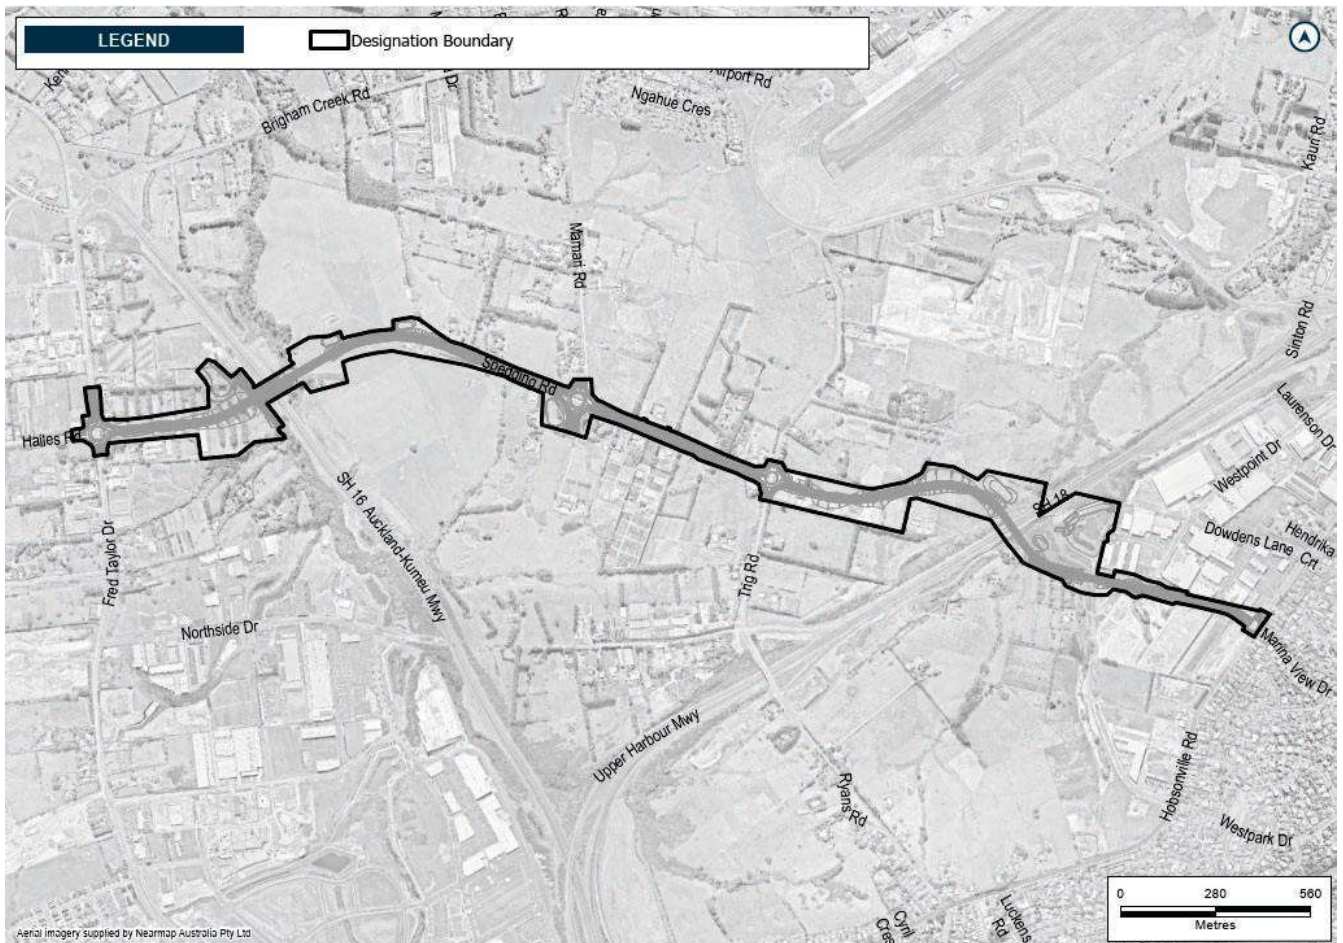 LEGEND
Designation Boundary
Airport Rd
Ngahue Cres
Brigham Creek Rd
Kauri Rd
Mamari Rd
Sinton Rd
Spedding Rd
Laurenson Dr
Hailes Rd
Westpoint Dr
SH 16 Auckland-Kumeu Mwy
SH 18
Dowdens Lane
Hendrika Crt
Fred Taylor Dr
Trig Rd
Northside Dr
Marina View Dr
Upper Harbour Mwy
Hobsonville Rd
Ryans Rd
Westpark Dr
Luckens Rd
Cyril Cres
0 280 560
Metres
Aerial imagery supplied by Nearmap Australia Pty Ltd